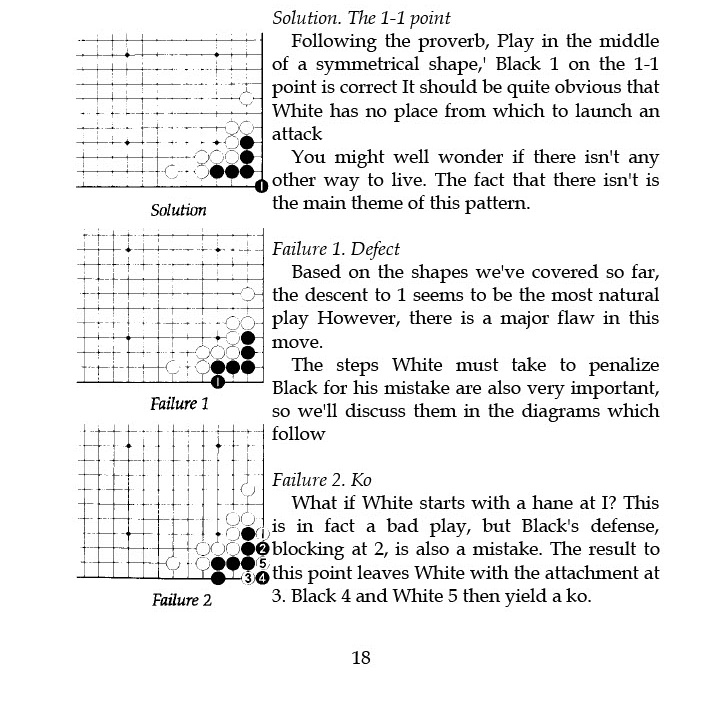 Solution. The 1-1 point
Following the proverb, Play in the middle
of a symmetrical shape,' Black 1 on the 1-1
point is correct It should be quite obvious that
White has no place from which to launch an
attack
You might well wonder if there isn't any
other way to live. The fact that there isn't is
the main theme of this pattern.
1
Solution
Failure 1. Defect
Based on the shapes we've covered so far,
the descent to 1 seems to be the most natural
play However, there is a major flaw in this
move.
The steps White must take to penalize
Black for his mistake are also very important,
so we'll discuss them in the diagrams which
follow
1
Failure 1
Failure 2. Ko
What if White starts with a hane at I? This
is in fact a bad play, but Black's defense,
blocking at 2, is also a mistake. The result to
this point leaves White with the attachment at
3. Black 4 and White 5 then yield a ko.
1
2
5
3 4
Failure 2
18